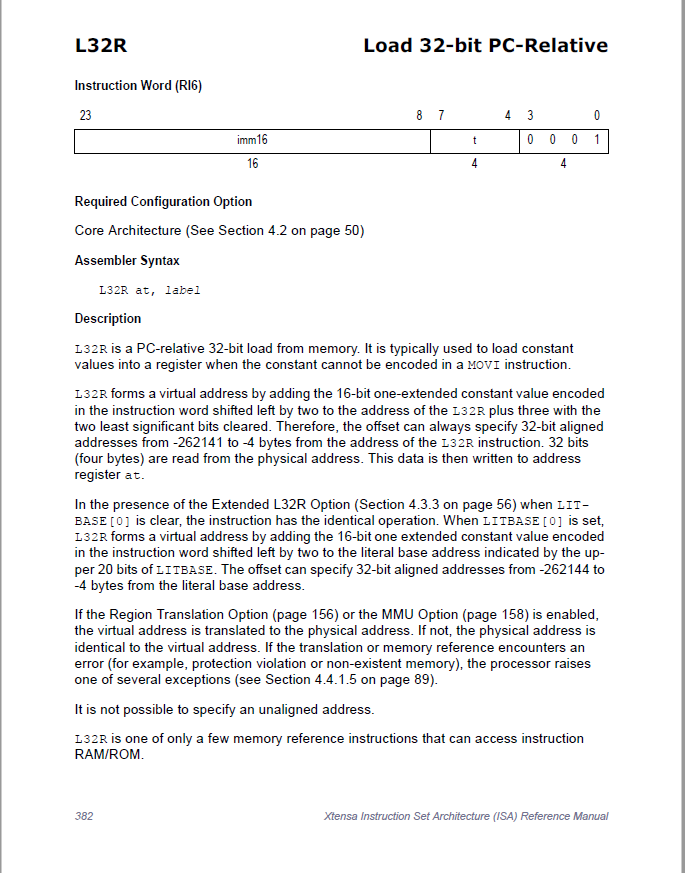 L32R Load 32-bit PC-Relative
Instruction Word (RI6)
23 8 7 4 3 0
imm16 t 0 0 0 1
16 4 4
Required Configuration Option
Core Architecture (See Section 4.2 on page 50)
Assembler Syntax
L32R at, label
Description
L32R is a PC-relative 32-bit load from memory. It is typically used to load constant
values into a register when the constant cannot be encoded in a MOVI instruction.
L32R forms a virtual address by adding the 16-bit one-extended constant value encoded
in the instruction word shifted left by two to the address of the L32R plus three with the
two least significant bits cleared. Therefore, the offset can always specify 32-bit aligned
addresses from -262141 to -4 bytes from the address of the L32R instruction. 32 bits
(four bytes) are read from the physical address. This data is then written to address
register at.
In the presence of the Extended L32R Option (Section 4.3.3 on page 56) when LIT-
BASE[0] is clear, the instruction has the identical operation. When LITBASE[0] is set,
L32R forms a virtual address by adding the 16-bit one extended constant value encoded
in the instruction word shifted left by two to the literal base address indicated by the up-
per 20 bits of LITBASE. The offset can specify 32-bit aligned addresses from -262144 to
-4 bytes from the literal base address.
If the Region Translation Option (page 156) or the MMU Option (page 158) is enabled,
the virtual address is translated to the physical address. If not, the physical address is
identical to the virtual address. If the translation or memory reference encounters an
error (for example, protection violation or non-existent memory), the processor raises
one of several exceptions (see Section 4.4.1.5 on page 89).
It is not possible to specify an unaligned address.
L32R is one of only a few memory reference instructions that can access instruction
RAM/ROM.
382 Xtensa Instruction Set Architecture (ISA) Reference Manual